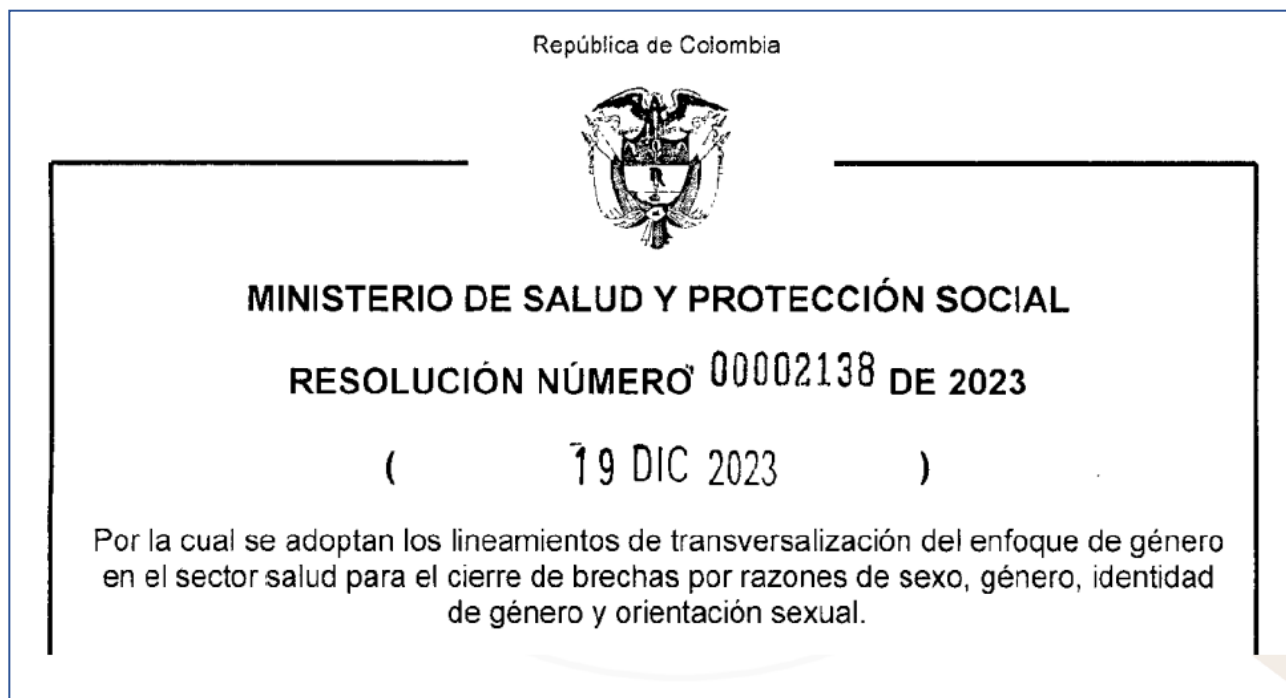 República de Colombia
MINISTERIO DE SALUD Y PROTECCIÓN SOCIAL
RESOLUCIÓN NÚMERO 00002138 DE 2023
( 19 DIC 2023 )
Por la cual se adoptan los lineamientos de transversalización del enfoque de género
en el sector salud para el cierre de brechas por razones de sexo, género, identidad
de género y orientación sexual.